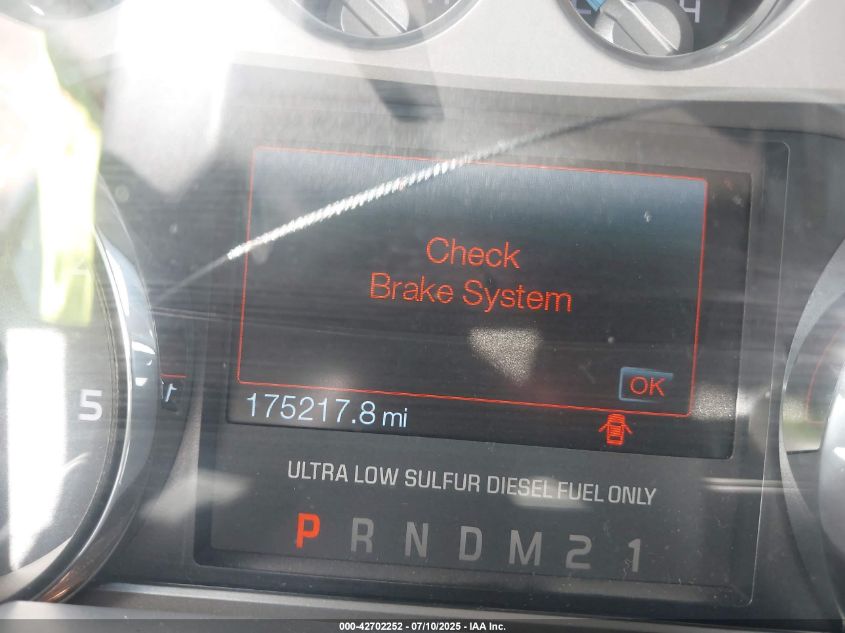 4
5
Check
Brake System
OK
175217.8 mi
ULTRA LOW SULFUR DIESEL FUEL ONLY
P R N D M 2 1
000-42702252 - 07/10/2025 - IAA Inc.